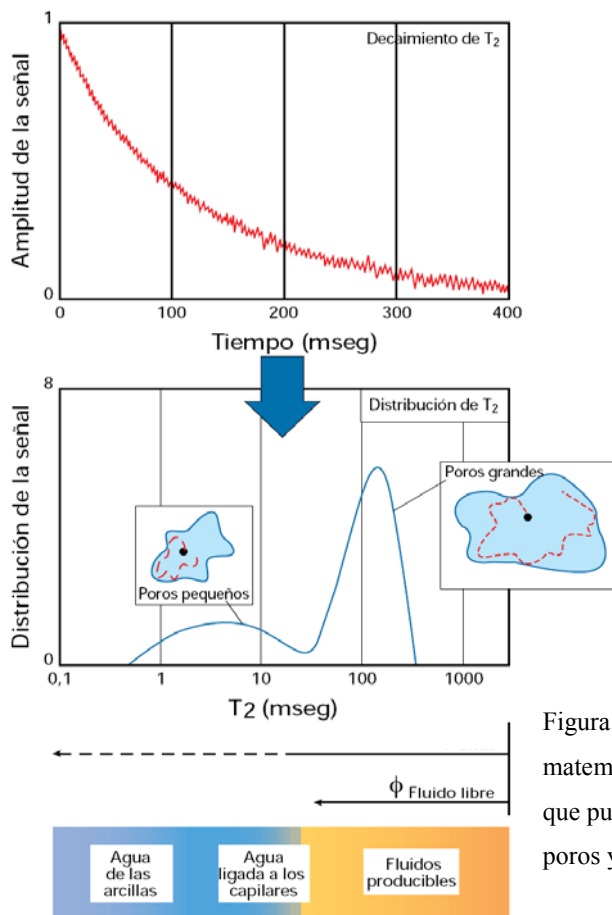 1
Decaimiento de T2
Amplitud de la señal
0
0 100 200 300 400
Tiempo (mseg)
8
Distribución de T2
Distribución de la señal
Poros grandes
Poros pequeños
0
0,1 1 10 100 1000
T2 (mseg)
ϕ Fluido libre
Agua
de las
arcillas
Agua
ligada a los
capilares
Fluidos
producibles
Figura
matem
que pu
poros y